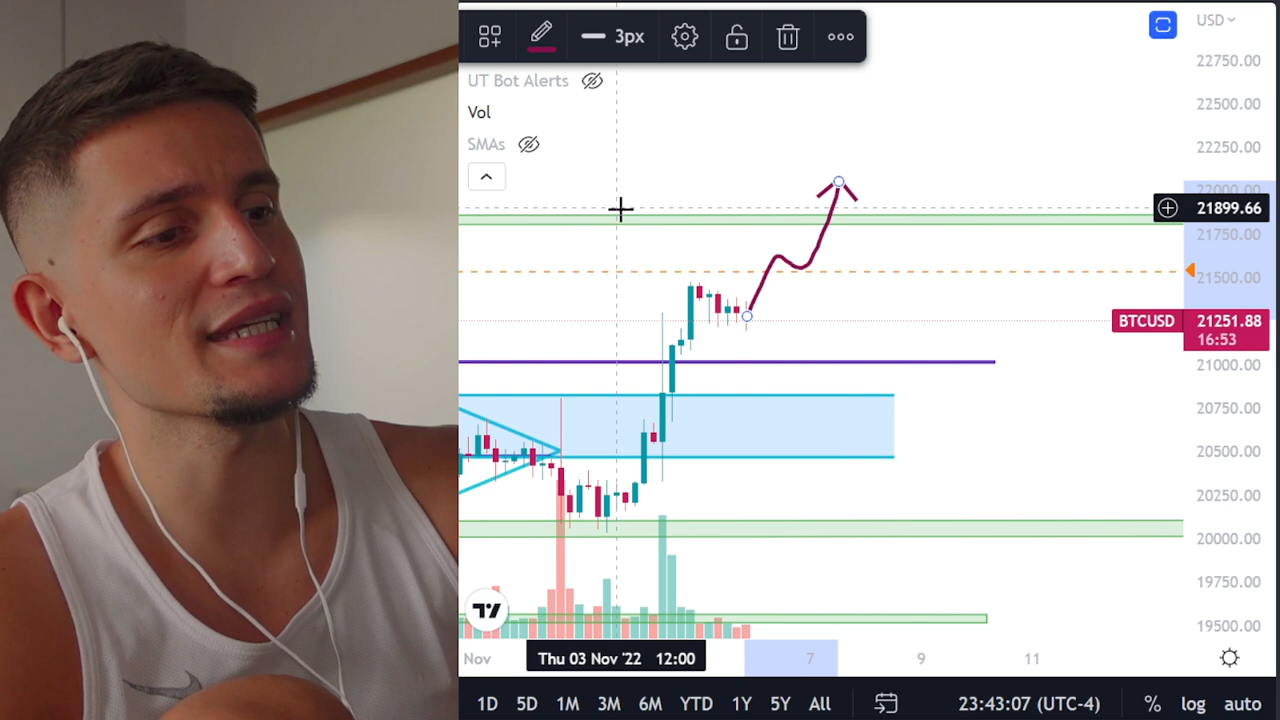 3px
USD
UT Bot Alerts
Vol
SMAs
22750.00
22500.00
22250.00
22000.00
21899.66
21750.00
21500.00
BTCUSD 21251.88
16:53
21000.00
20750.00
20500.00
20250.00
20000.00
19750.00
19500.00
Nov Thu 03 Nov '22 12:00 7 9 11
1D 5D 1M 3M 6M YTD 1Y 5Y All 23:43:07 (UTC-4) % log auto